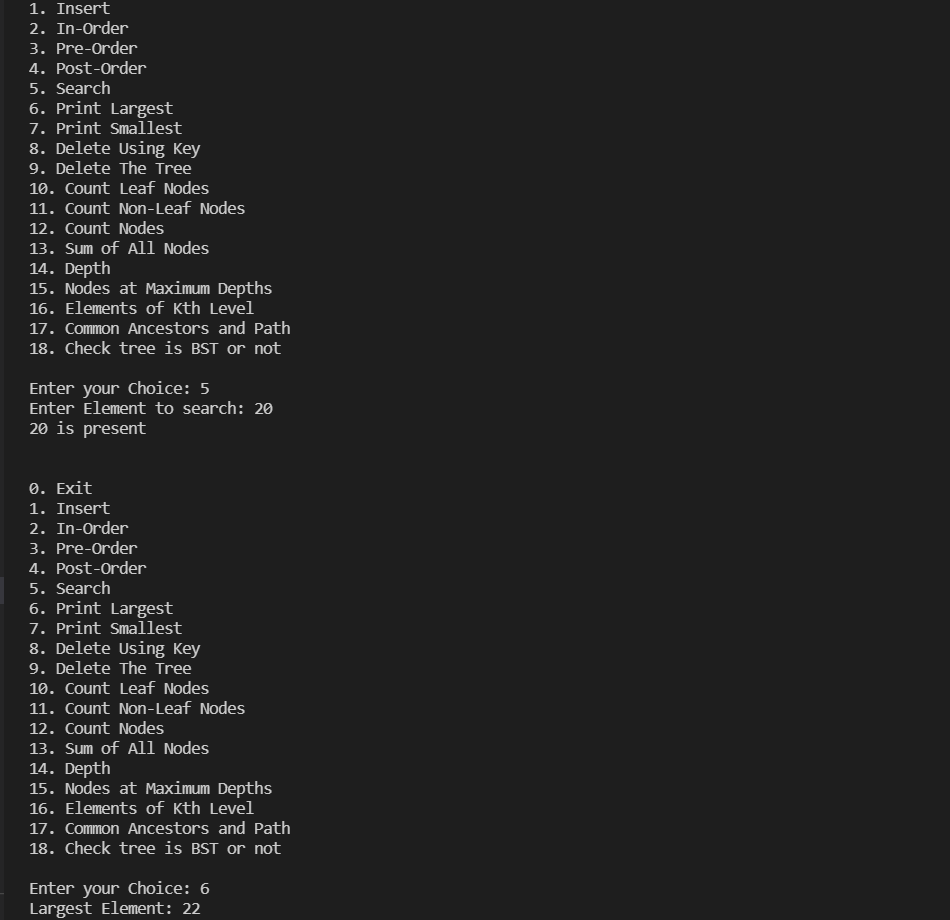 1. Insert
2. In-Order
3. Pre-Order
4. Post-Order
5. Search
6. Print Largest
7. Print Smallest
8. Delete Using Key
9. Delete The Tree
10. Count Leaf Nodes
11. Count Non-Leaf Nodes
12. Count Nodes
13. Sum of All Nodes
14. Depth
15. Nodes at Maximum Depths
16. Elements of Kth Level
17. Common Ancestors and Path
18. Check tree is BST or not
Enter your Choice: 5
Enter Element to search: 20
20 is present
0. Exit
1. Insert
2. In-Order
3. Pre-Order
4. Post-Order
5. Search
6. Print Largest
7. Print Smallest
8. Delete Using Key
9. Delete The Tree
10. Count Leaf Nodes
11. Count Non-Leaf Nodes
12. Count Nodes
13. Sum of All Nodes
14. Depth
15. Nodes at Maximum Depths
16. Elements of Kth Level
17. Common Ancestors and Path
18. Check tree is BST or not
Enter your Choice: 6
Largest Element: 22